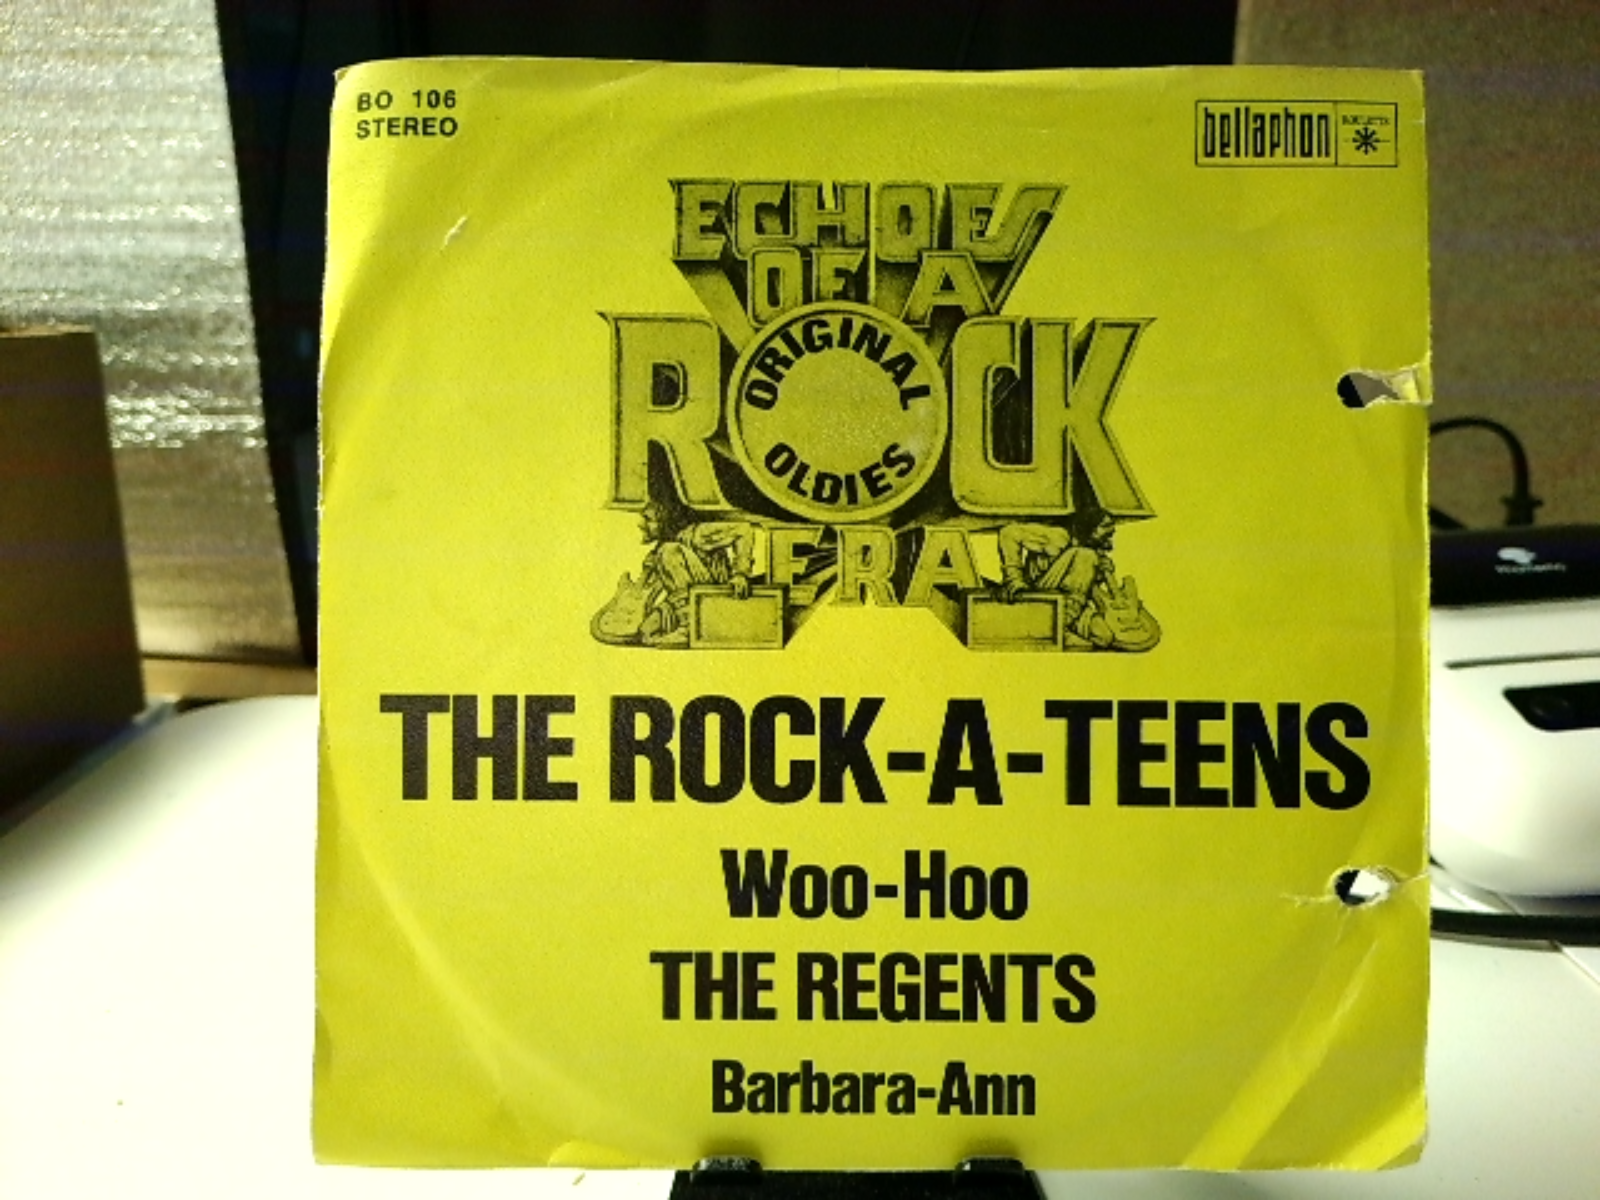 BO 106
STEREO
bellaphon
ROULETTE
ECHOES
OF A
ROCK
ORIGINAL
OLDIES
ERA
THE ROCK-A-TEENS
Woo-Hoo
THE REGENTS
Barbara-Ann